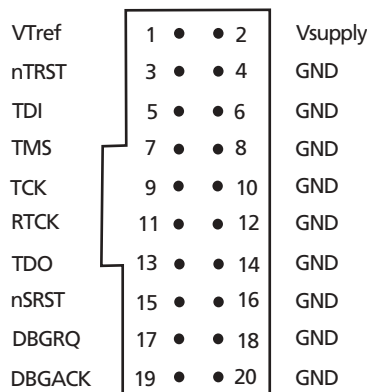 VTref 1 2 Vsupply
nTRST 3 4 GND
TDI 5 6 GND
TMS 7 8 GND
TCK 9 10 GND
RTCK 11 12 GND
TDO 13 14 GND
nSRST 15 16 GND
DBGRQ 17 18 GND
DBGACK 19 20 GND